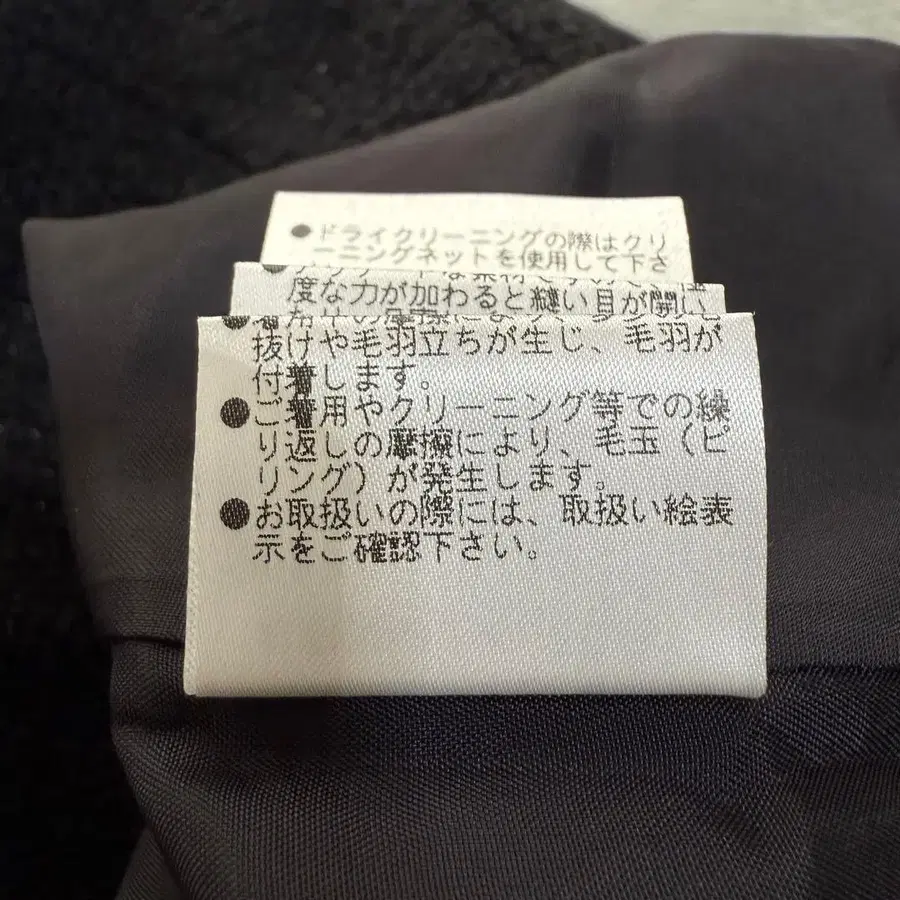 ●ドライクリーニングの際はクリ
ーニングネットを使用して下さ
度な力が加わると縫い目が開い
抜けや毛羽立ちが生じ、毛羽が
付着します。
●ご着用やクリーニング等での繰
り返しの摩擦により、毛玉(ピ
リング)が発生します。
●お取扱いの際には、取扱い絵表
示をご確認下さい。